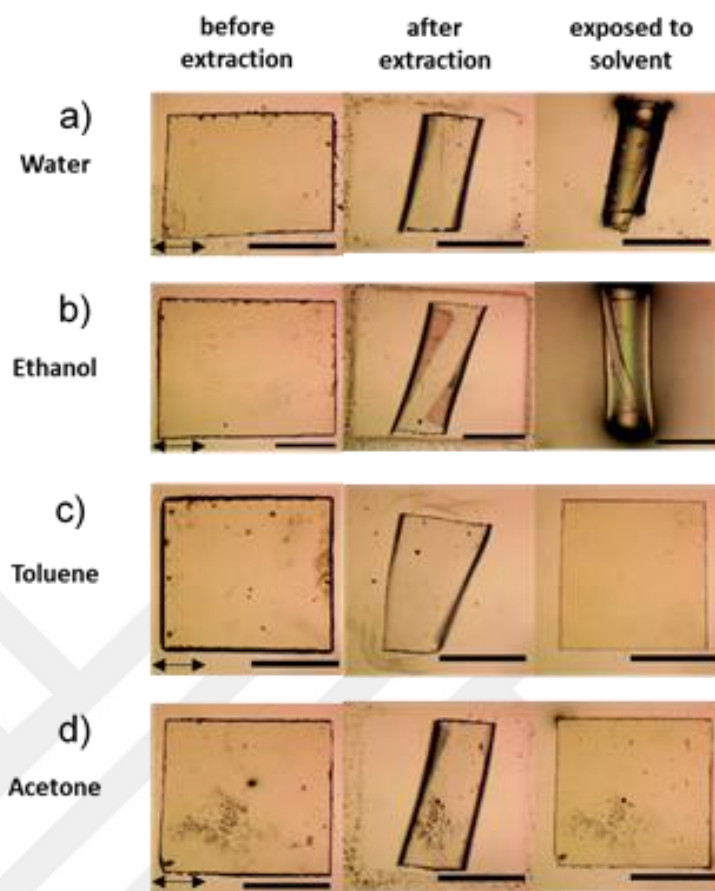 before extraction
after extraction
exposed to solvent
a)
Water
b)
Ethanol
c)
Toluene
d)
Acetone